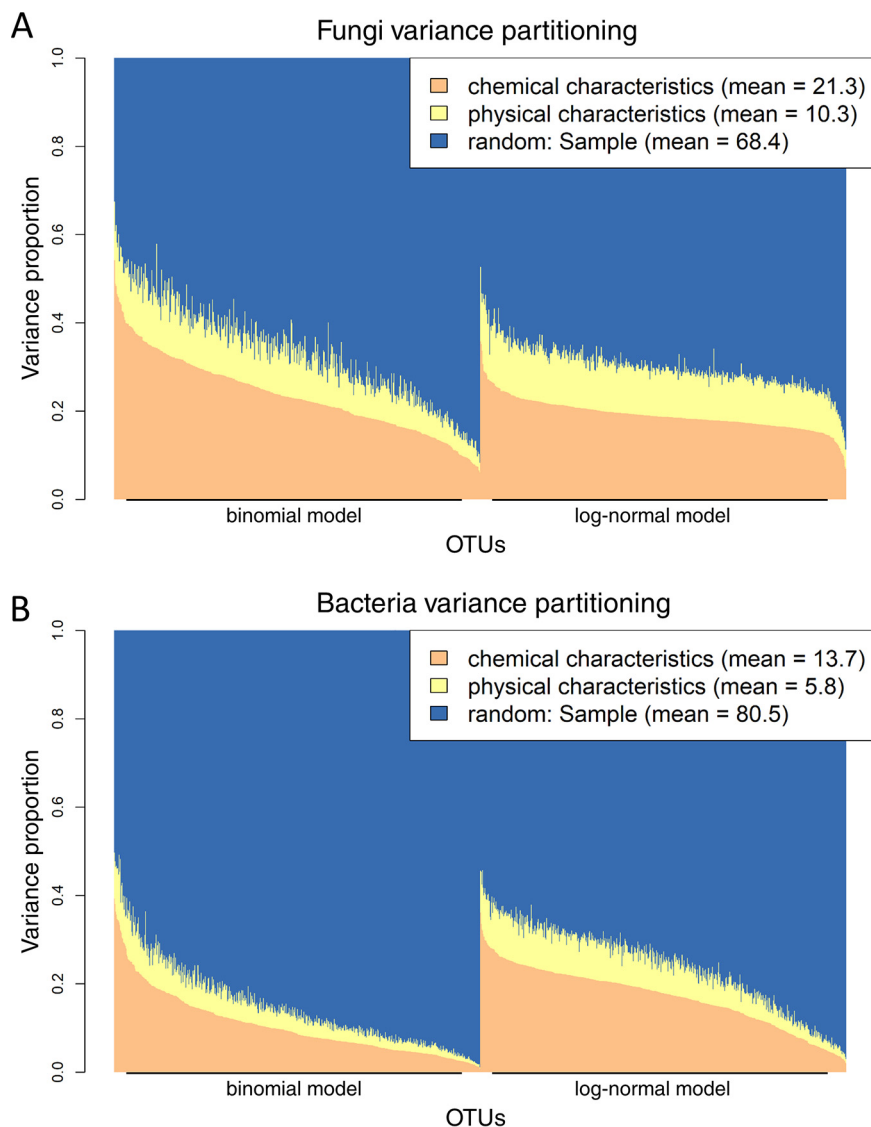 A
Fungi variance partitioning
chemical characteristics (mean = 21.3)
physical characteristics (mean = 10.3)
random: Sample (mean = 68.4)
Variance proportion
1.0
0.8
0.6
0.4
0.2
0.0
binomial model
log-normal model
OTUs
B
Bacteria variance partitioning
chemical characteristics (mean = 13.7)
physical characteristics (mean = 5.8)
random: Sample (mean = 80.5)
Variance proportion
1.0
0.8
0.6
0.4
0.2
0.0
binomial model
log-normal model
OTUs